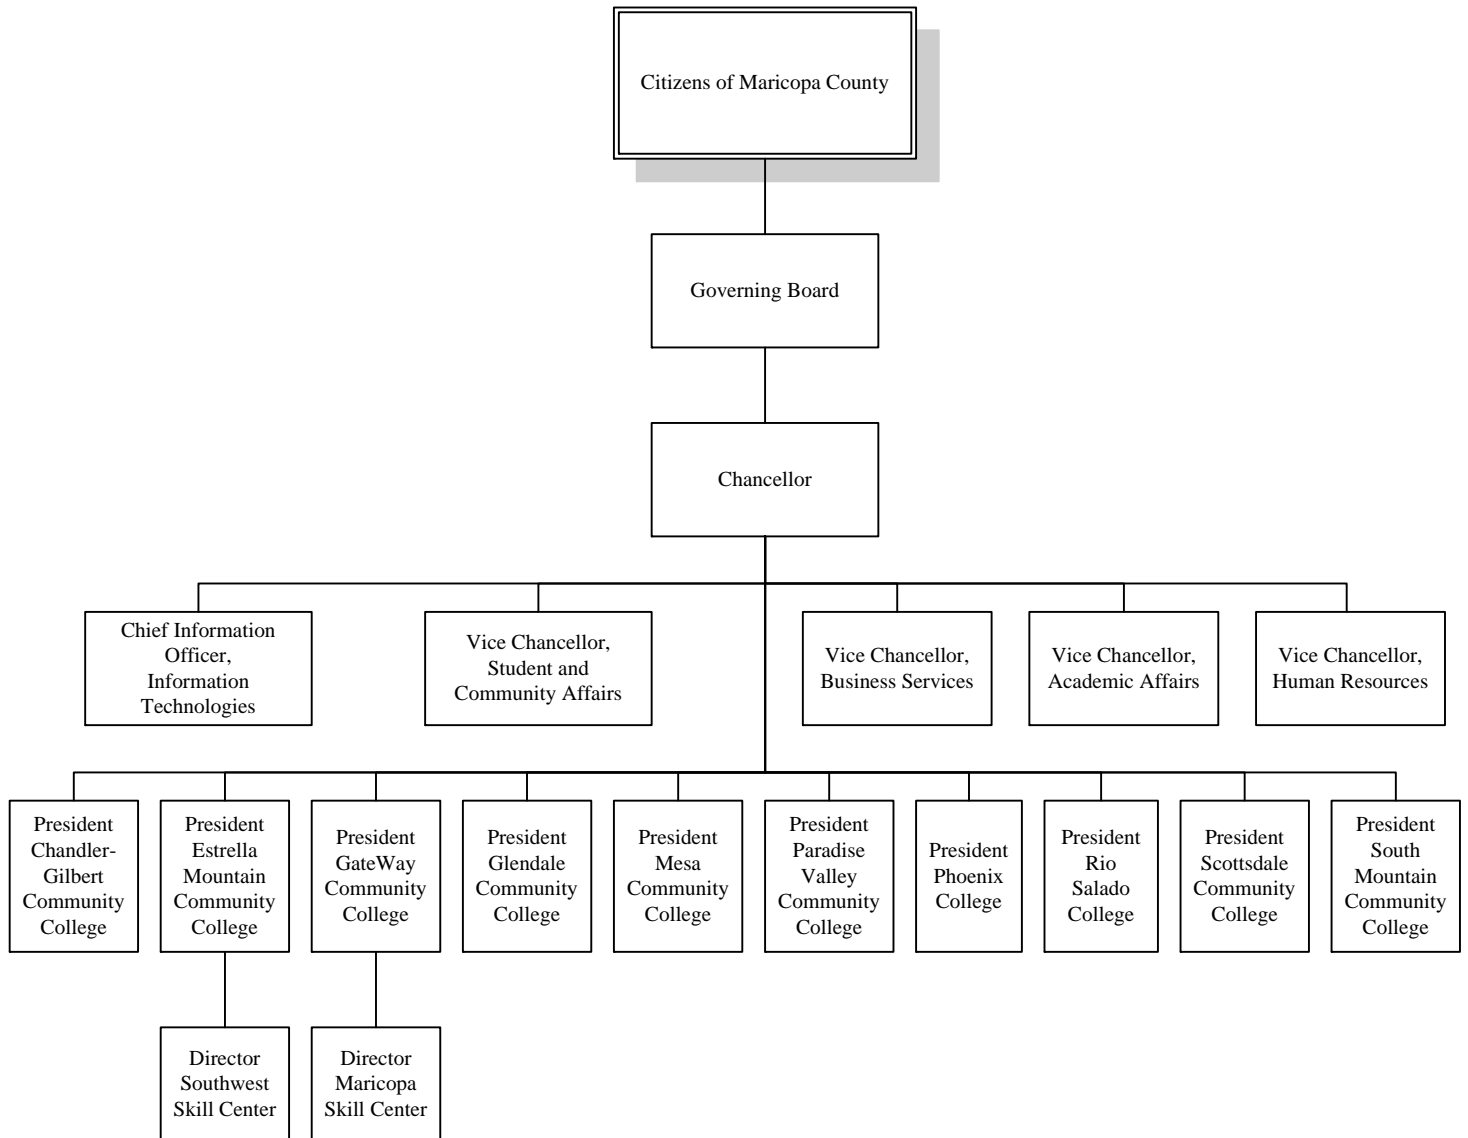 Citizens of Maricopa County
Governing Board
Chancellor
Chief Information
Officer,
Information
Technologies
Vice Chancellor,
Student and
Community Affairs
Vice Chancellor,
Business Services
Vice Chancellor,
Academic Affairs
Vice Chancellor,
Human Resources
President
Chandler-
Gilbert
Community
College
President
Estrella
Mountain
Community
College
President
GateWay
Community
College
President
Glendale
Community
College
President
Mesa
Community
College
President
Paradise
Valley
Community
College
President
Phoenix
College
President
Rio
Salado
College
President
Scottsdale
Community
College
President
South
Mountain
Community
College
Director
Southwest
Skill Center
Director
Maricopa
Skill Center